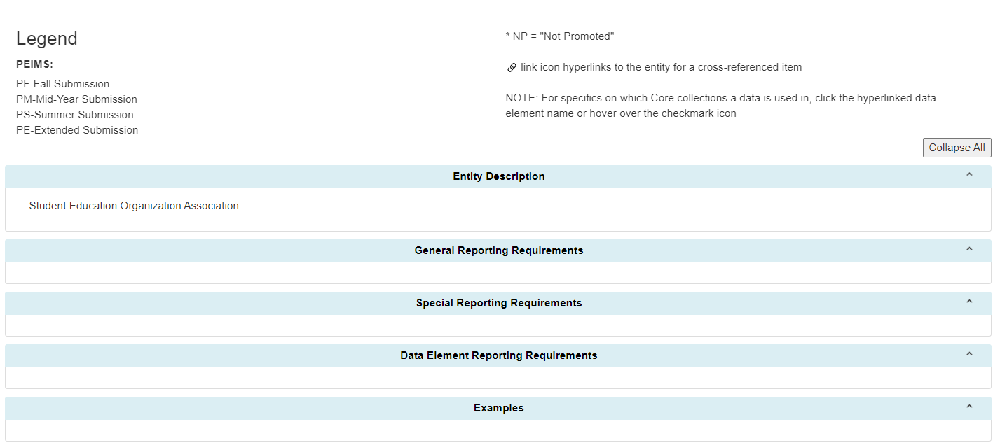 Legend
PEIMS:
PF-Fall Submission
PM-Mid-Year Submission
PS-Summer Submission
PE-Extended Submission
* NP = "Not Promoted"
link icon hyperlinks to the entity for a cross-referenced item
NOTE: For specifics on which Core collections a data is used in, click the hyperlinked data
element name or hover over the checkmark icon
Collapse All
Entity Description
Student Education Organization Association
General Reporting Requirements
Special Reporting Requirements
Data Element Reporting Requirements
Examples